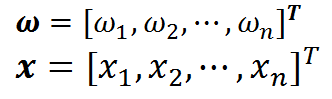 𝝎 = [ω₁, ω₂, ⋯, ωₙ]ᵀ
𝒙 = [x₁, x₂, ⋯, xₙ]ᵀ